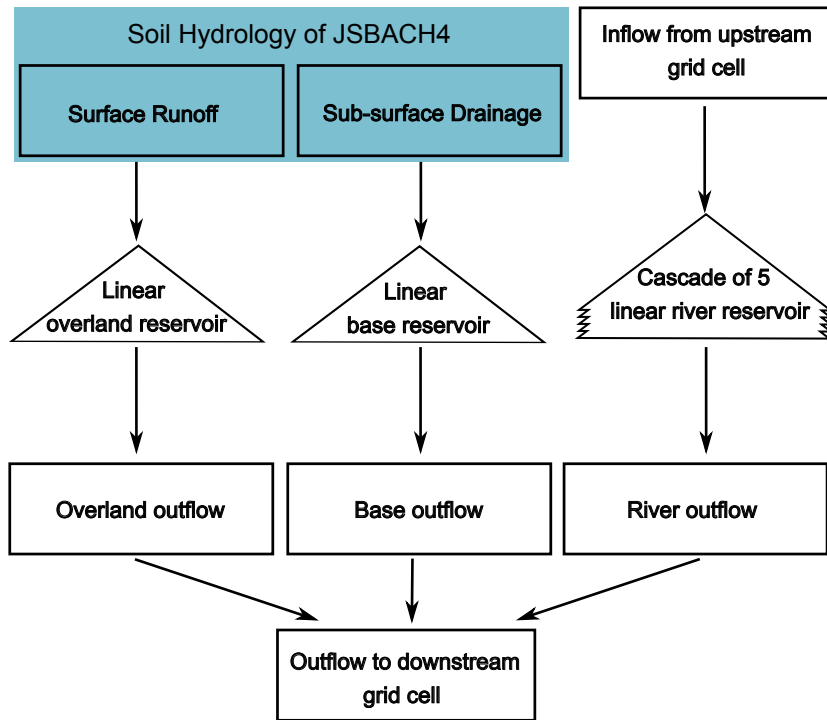 Soil Hydrology of JSBACH4
Surface Runoff
Sub-surface Drainage
Inflow from upstream
grid cell
Linear
overland reservoir
Linear
base reservoir
Cascade of 5
linear river reservoir
Overland outflow
Base outflow
River outflow
Outflow to downstream
grid cell